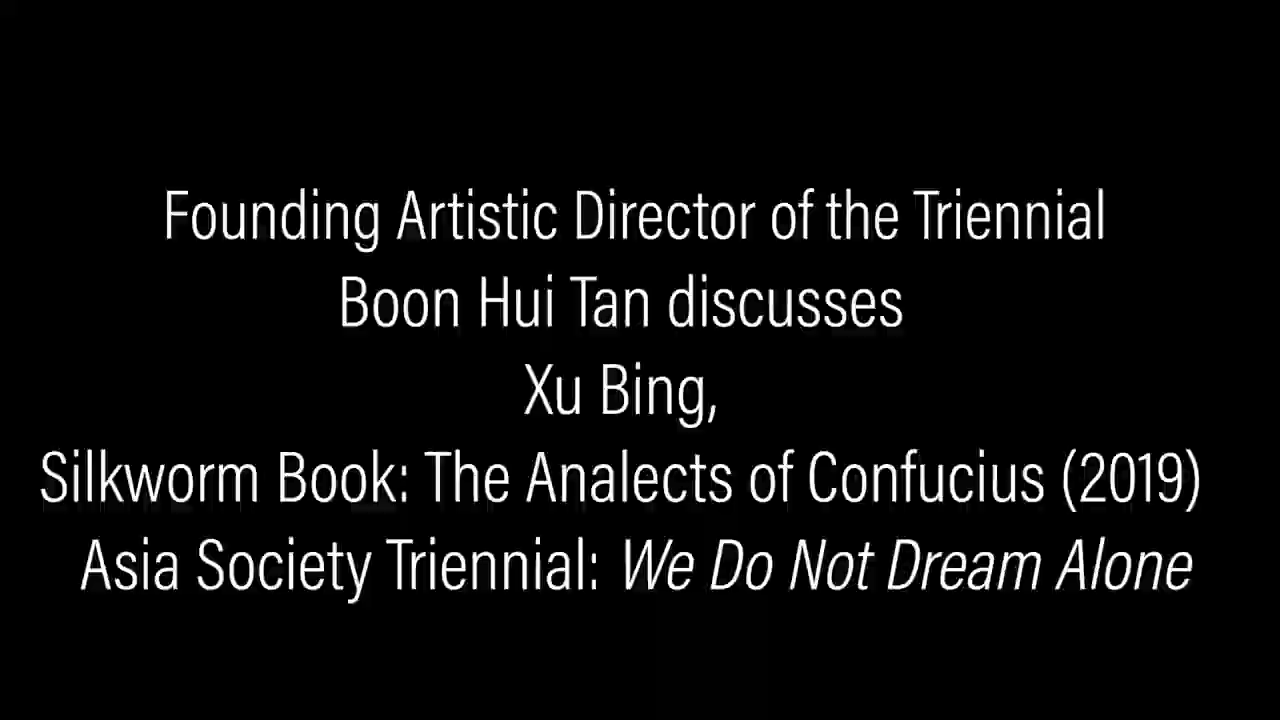 Founding Artistic Director of the Triennial
Boon Hui Tan discusses
Xu Bing,
Silkworm Book: The Analects of Confucius (2019)
Asia Society Triennial: We Do Not Dream Alone